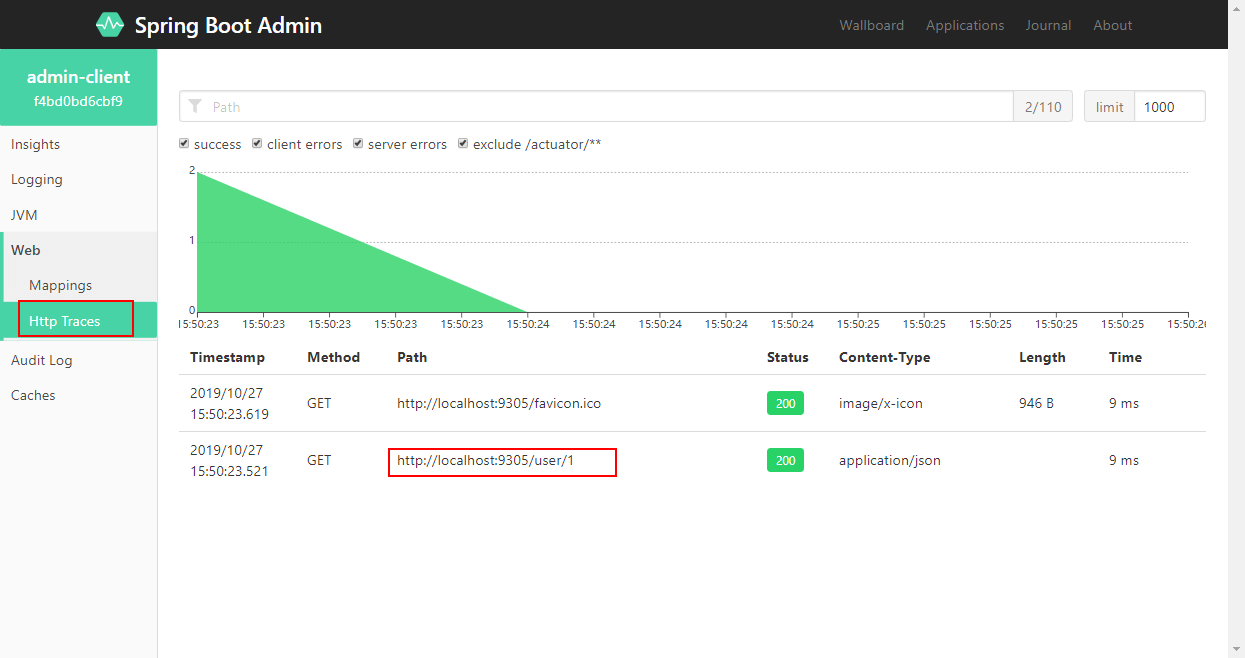 Spring Boot Admin
Wallboard Applications Journal About
admin-client
f4bd0bd6cbf9
Insights
Logging
JVM
Web
Mappings
Http Traces
Audit Log
Caches
Path 2/110 limit 1000
success client errors server errors exclude /actuator/**
2
1
0
15:50:23 15:50:23 15:50:23 15:50:23 15:50:23 15:50:24 15:50:24 15:50:24 15:50:24 15:50:24 15:50:25 15:50:25 15:50:25 15:50:25 15:50:25 15:50:26
Timestamp Method Path Status Content-Type Length Time
2019/10/27
15:50:23.619 GET http://localhost:9305/favicon.ico 200 image/x-icon 946 B 9 ms
2019/10/27
15:50:23.521 GET http://localhost:9305/user/1 200 application/json 9 ms